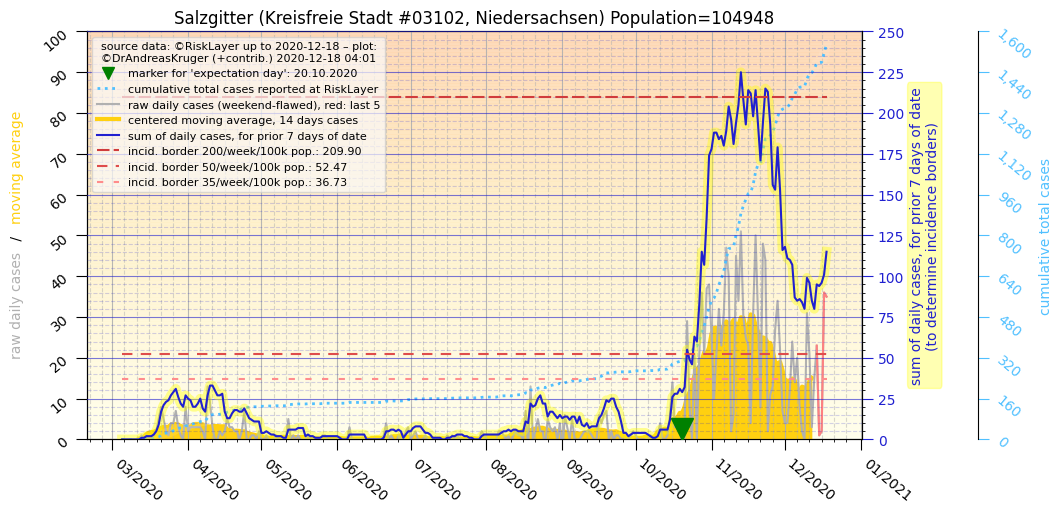 Salzgitter (Kreisfreie Stadt #03102, Niedersachsen) Population=104948
source data: ©RiskLayer up to 2020-12-18 – plot:
©DrAndreasKruger (+contrib.) 2020-12-18 04:01
marker for 'expectation day': 20.10.2020
cumulative total cases reported at RiskLayer
raw daily cases (weekend-flawed), red: last 5
centered moving average, 14 days cases
sum of daily cases, for prior 7 days of date
incid. border 200/week/100k pop.: 209.90
incid. border 50/week/100k pop.: 52.47
incid. border 35/week/100k pop.: 36.73
raw daily cases / moving average
100
90
80
70
60
50
40
30
20
10
0
03/2020
04/2020
05/2020
06/2020
07/2020
08/2020
09/2020
10/2020
11/2020
12/2020
01/2021
250
225
200
175
150
125
100
75
50
25
0
sum of daily cases, for prior 7 days of date
(to determine incidence borders)
1,600
1,440
1,280
1,120
960
800
640
480
320
160
0
cumulative total cases